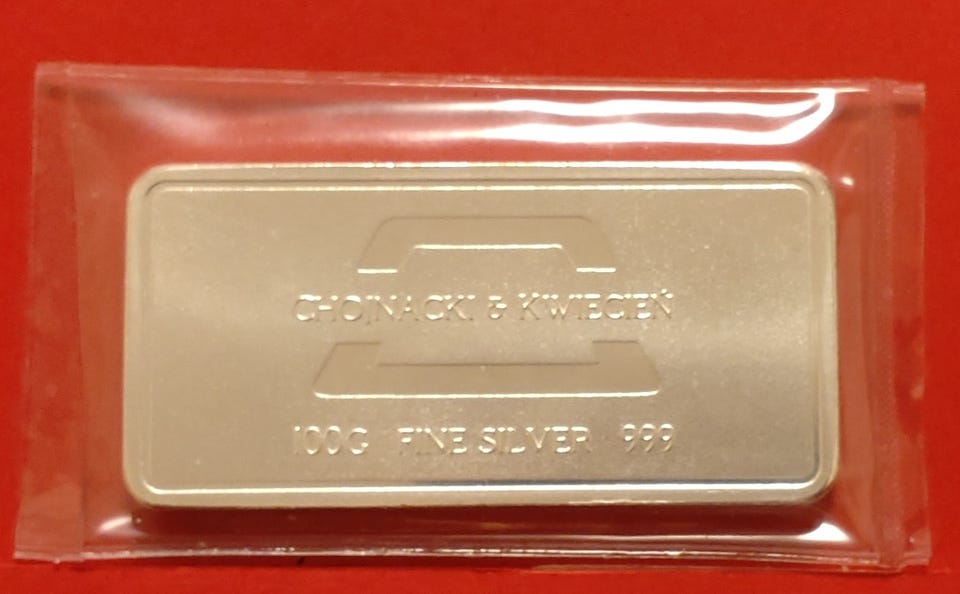 CHOJNACKI & KWIECIEŃ
100G FINE SILVER 999